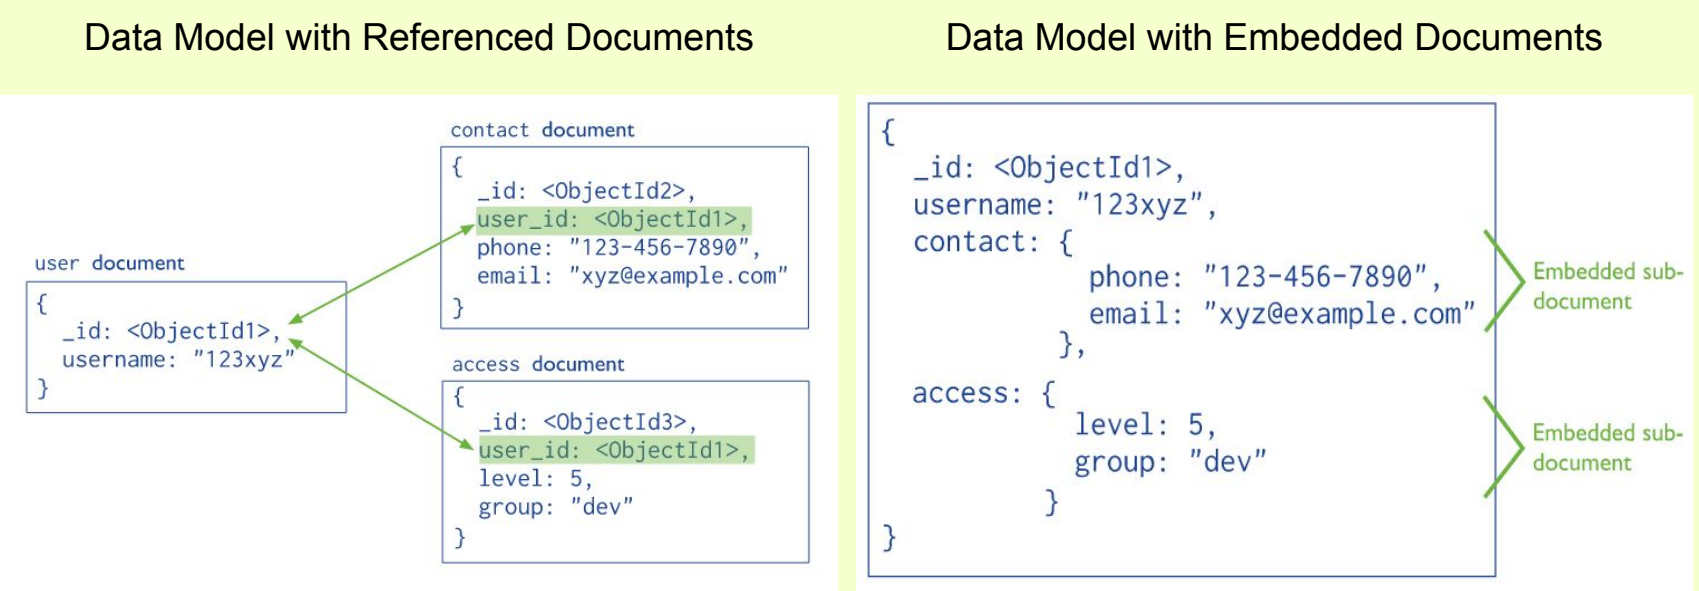 Data Model with Referenced Documents
contact document
{
_id: <ObjectId2>,
user_id: <ObjectId1>,
phone: "123-456-7890",
email: "xyz@example.com"
}
user document
{
_id: <ObjectId1>,
username: "123xyz"
}
access document
{
_id: <ObjectId3>,
user_id: <ObjectId1>,
level: 5,
group: "dev"
}
Data Model with Embedded Documents
{
_id: <ObjectId1>,
username: "123xyz",
contact: {
phone: "123-456-7890",
email: "xyz@example.com"
},
access: {
level: 5,
group: "dev"
}
}
Embedded sub-
document
Embedded sub-
document